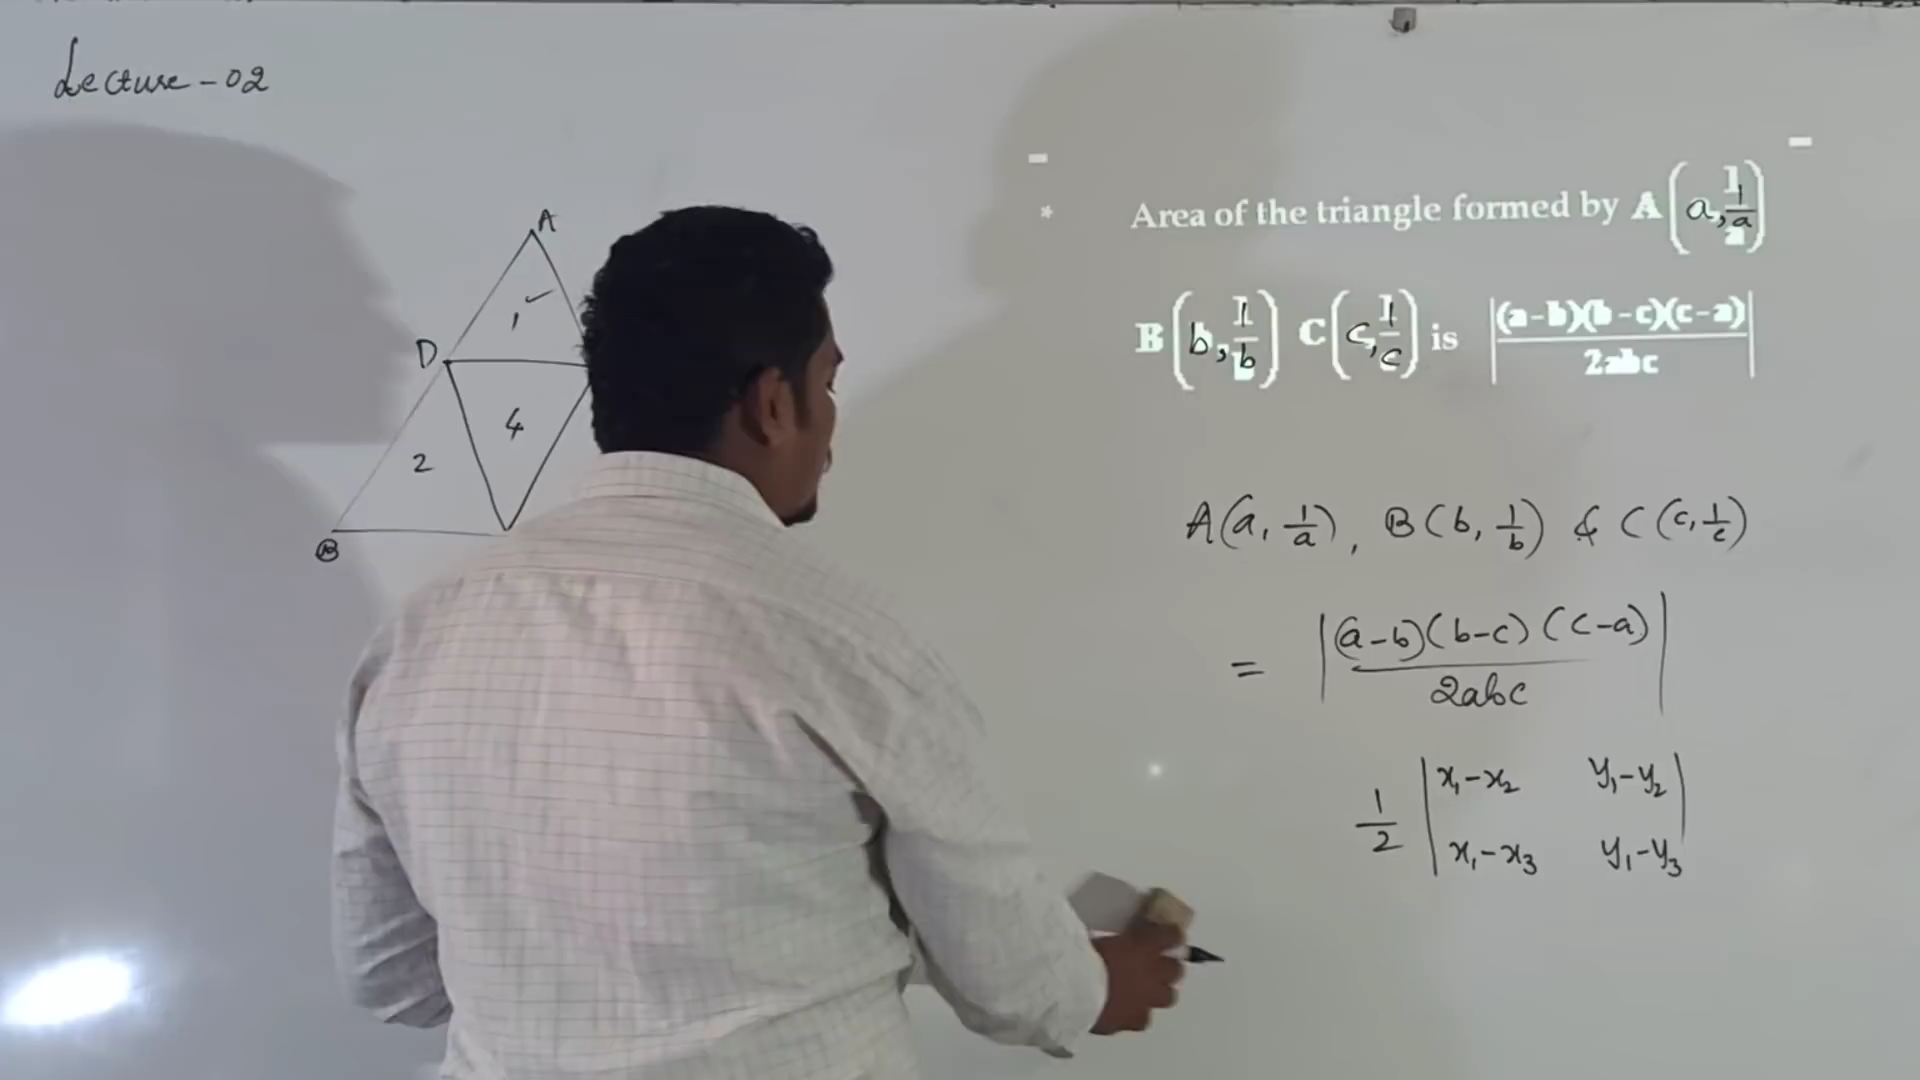 Lecture-02
A
1
D
4
2
B
* Area of the triangle formed by A(a, 1/a)
B(b, 1/b) C(c, 1/c) is |(a-b)(b-c)(c-a)/2abc|
A(a, 1/a), B(b, 1/b) & C(c, 1/c)
= |(a-b)(b-c)(c-a)/2abc|
1/2 |x₁-x₂ y₁-y₂|
|x₁-x₃ y₁-y₃|